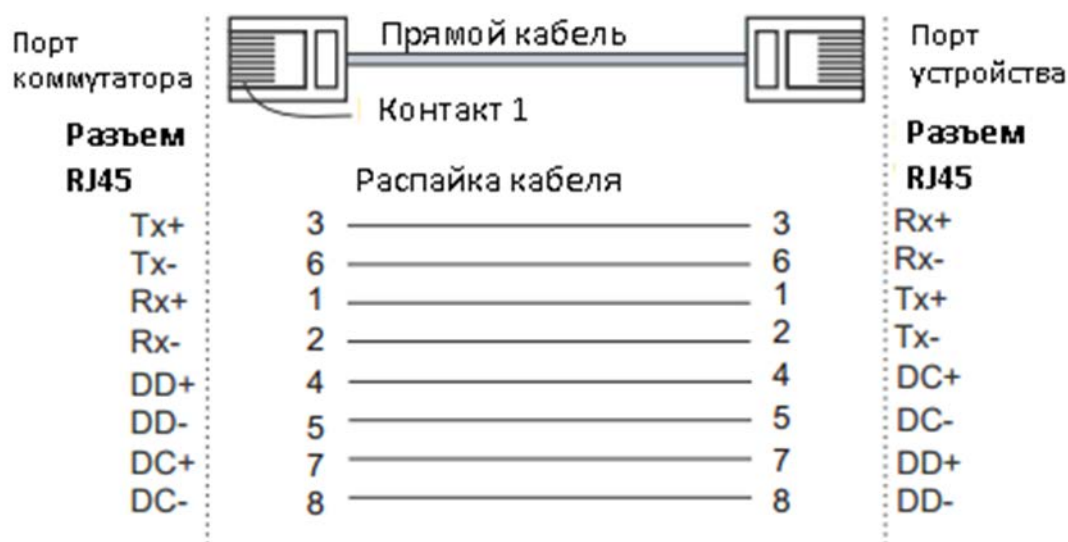 Порт
коммутатора
Прямой кабель
Порт
устройства
Контакт 1
Разъем
RJ45
Разъем
RJ45
Распайка кабеля
Tx+ 3 3 Rx+
Tx- 6 6 Rx-
Rx+ 1 1 Tx+
Rx- 2 2 Tx-
DD+ 4 4 DC+
DD- 5 5 DC-
DC+ 7 7 DD+
DC- 8 8 DD-